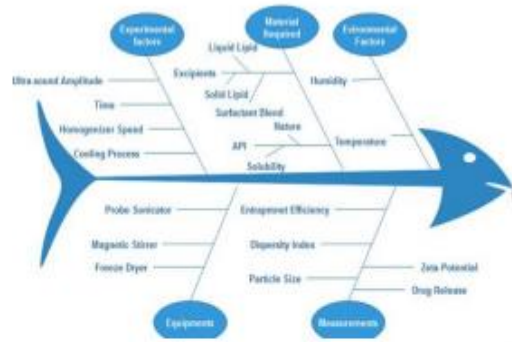 Experimental
factors
Material
Required
Extromental
Factors
Liquid Lipid
Ultra sound Amplitude
Excipients
Humidity
Solid Lipid
Time
Surfactant Blend
Homogenizer Speed
Nature
API
Temperature
Cooling Process
Solubility
Probe Sonicator
Entrapment Efficiency
Magnetic Stirrer
Dispersity Index
Freeze Dryer
Particle Size
Zeta Potential
Drug Release
Equipments
Measurements